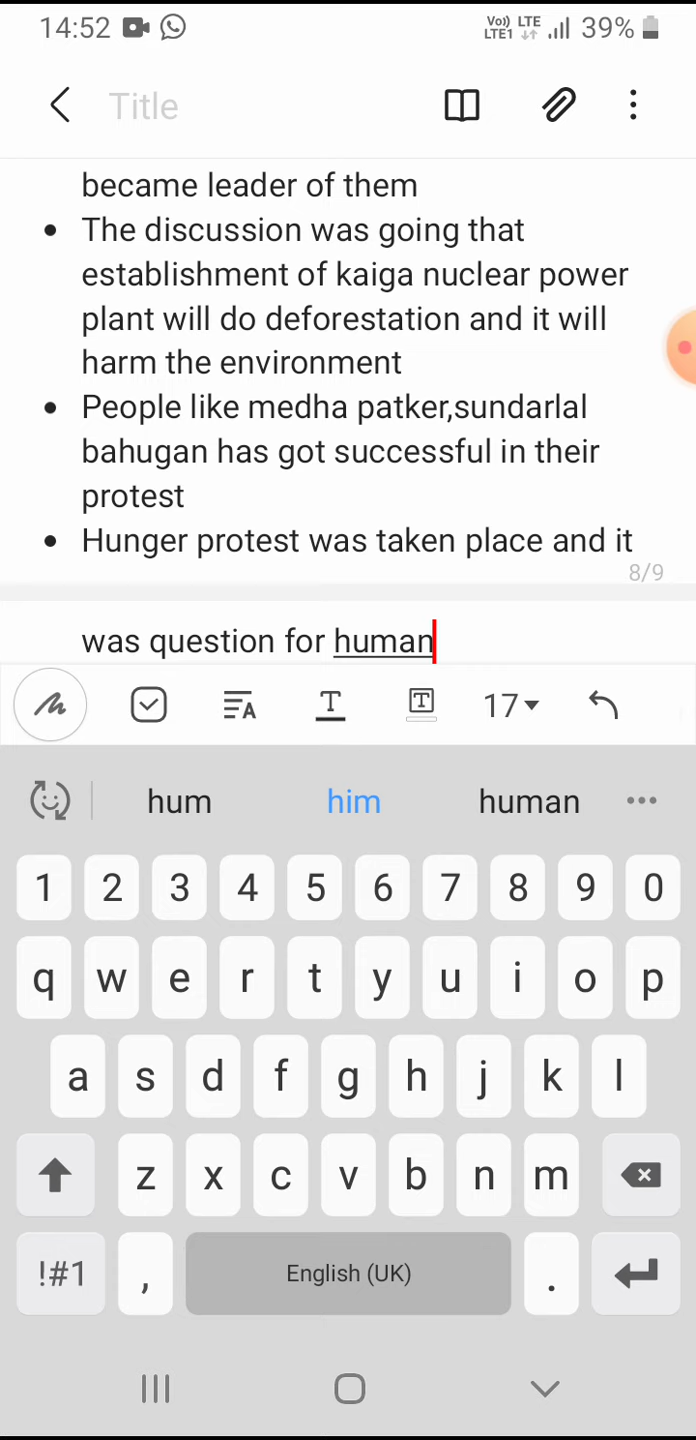 14:52 Vo) LTE LTE1 39%
Title
became leader of them
• The discussion was going that
establishment of kaiga nuclear power
plant will do deforestation and it will
harm the environment
• People like medha patker,sundarlal
bahugan has got successful in their
protest
• Hunger protest was taken place and it
8/9
was question for human
T T 17
hum him human
1 2 3 4 5 6 7 8 9 0
q w e r t y u i o p
a s d f g h j k l
z x c v b n m
!#1 , English (UK) .